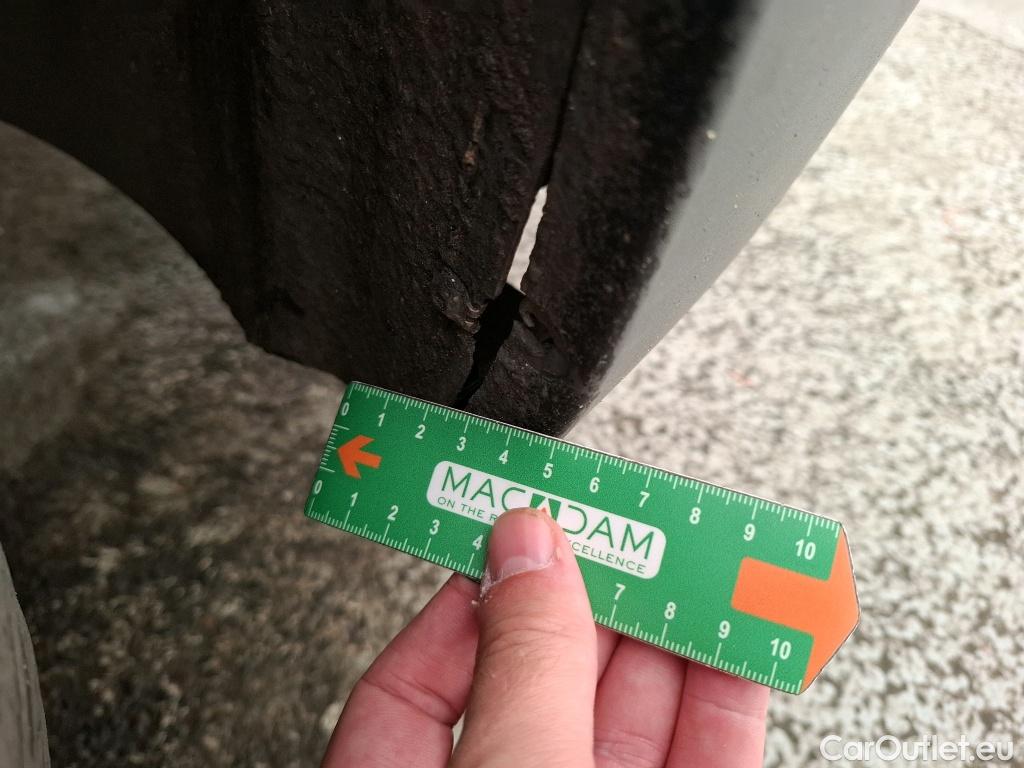 0 1 2 3 4 5 6 7 8 9 10
MACADAM
ON THE R CELLENCE
0 1 2 3 4 7 8 9 10
CarOutlet.eu